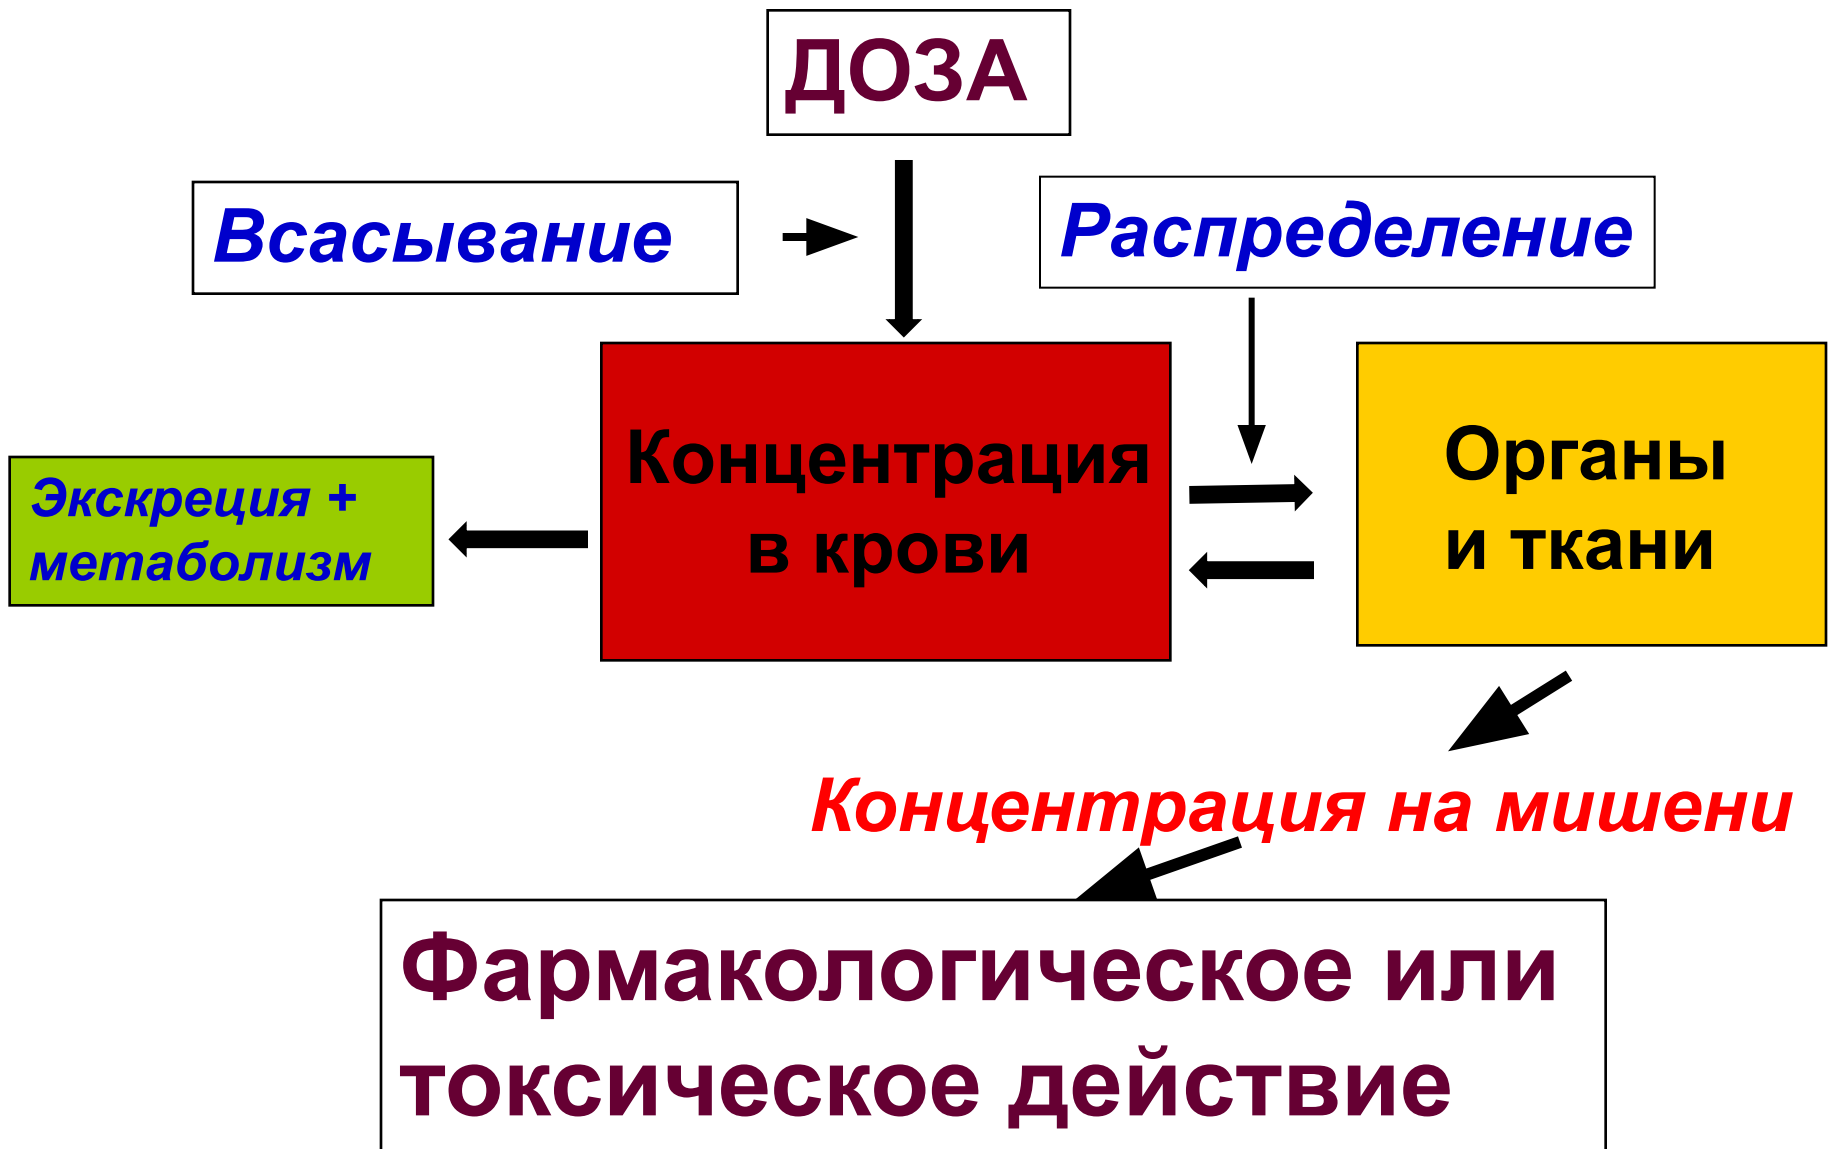 ДОЗА
Всасывание
Распределение
Концентрация
в крови
Органы
и ткани
Экскреция +
метаболизм
Концентрация на мишени
Фармакологическое или
токсическое действие